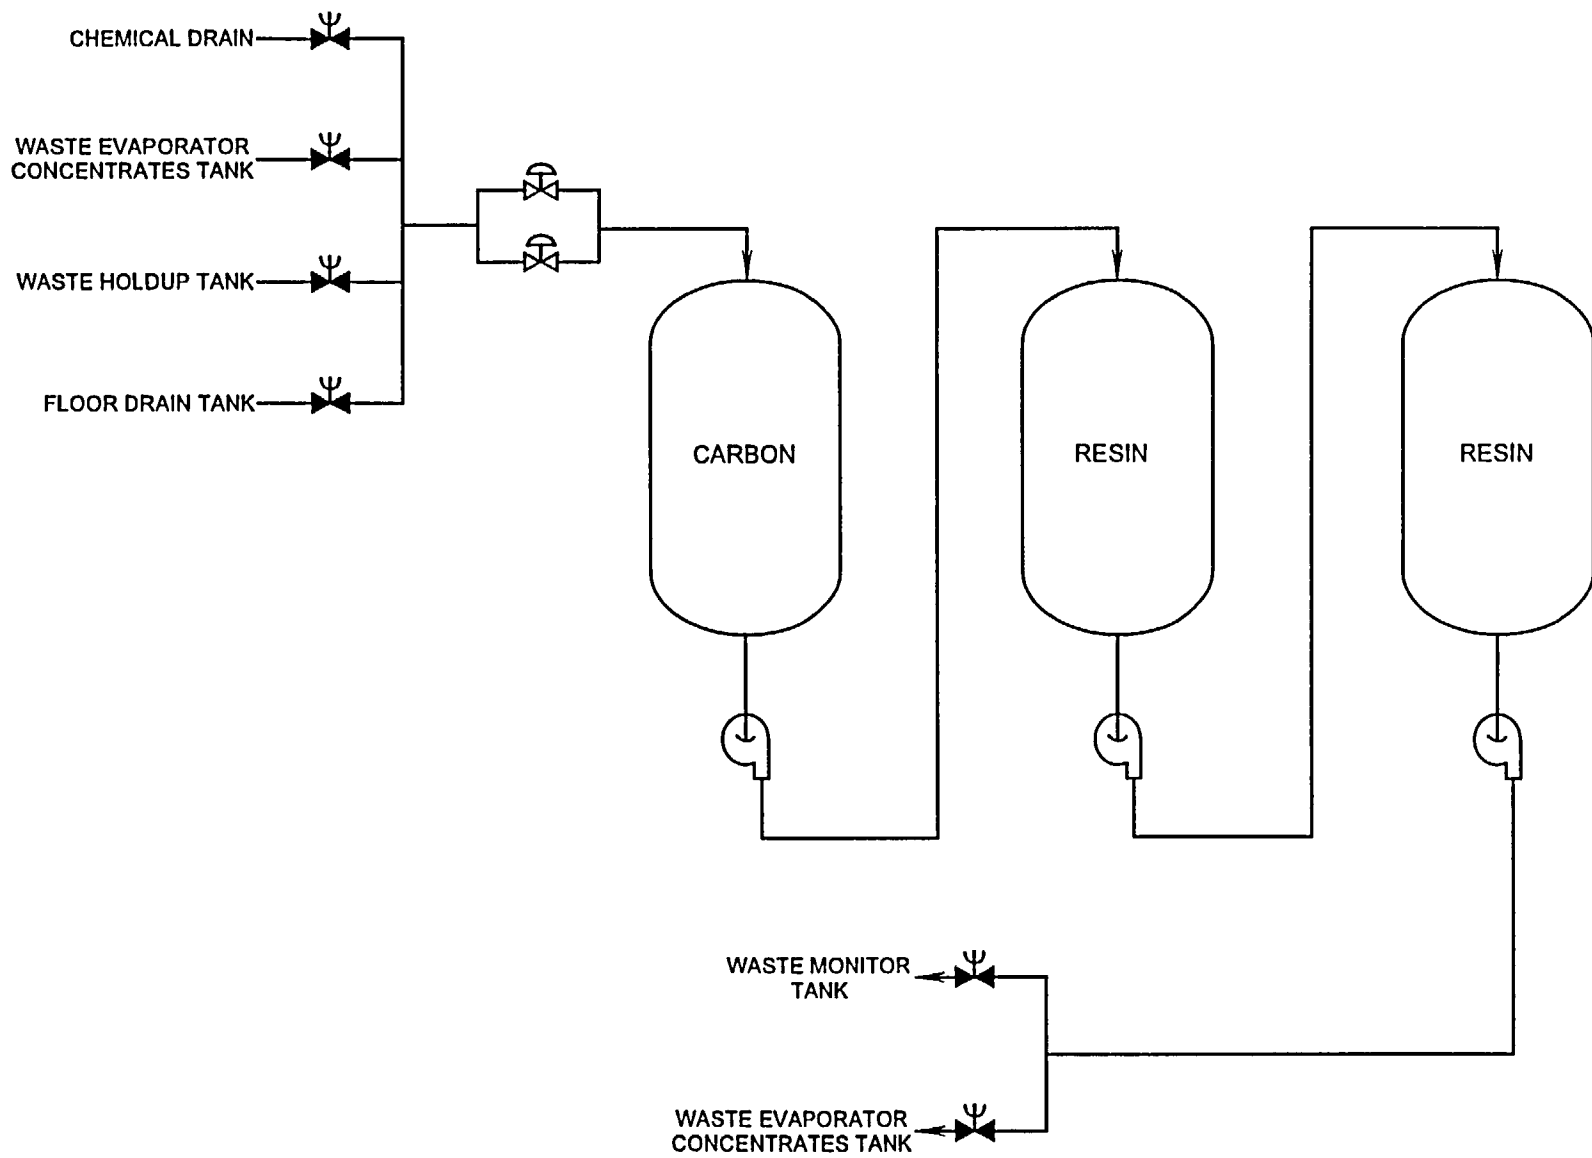 CHEMICAL DRAIN
WASTE EVAPORATOR
CONCENTRATES TANK
WASTE HOLDUP TANK
FLOOR DRAIN TANK
CARBON
RESIN
RESIN
WASTE MONITOR
TANK
WASTE EVAPORATOR
CONCENTRATES TANK